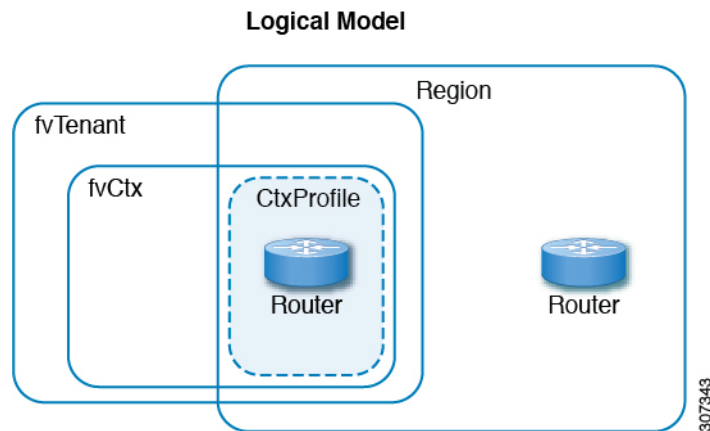 Logical Model
Region
fvTenant
fvCtx
CtxProfile
Router
Router
307343